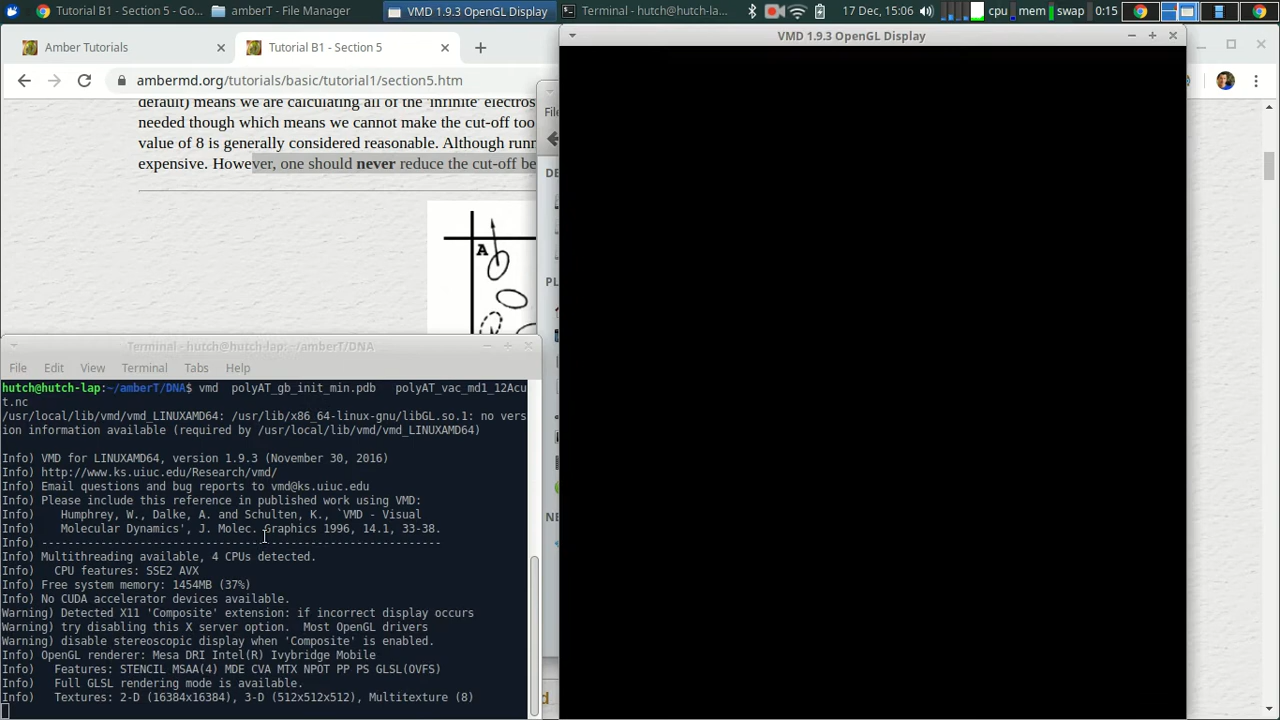 Tutorial B1 - Section 5 - Go...
amberT - File Manager
VMD 1.9.3 OpenGL Display
Terminal - hutch@hutch-la...
17 Dec, 15:06
cpu
mem
swap
0:15
Amber Tutorials
Tutorial B1 - Section 5
VMD 1.9.3 OpenGL Display
ambermd.org/tutorials/basic/tutorial1/section5.htm
default) means we are calculating all of the 'infinite' electros
needed though which means we cannot make the cut-off too
value of 8 is generally considered reasonable. Although runn
expensive. However, one should never reduce the cut-off be
File
DE
PL
NE
A
Terminal - hutch@hutch-lap: ~/amberT/DNA
File Edit View Terminal Tabs Help
hutch@hutch-lap:~/amberT/DNA$ vmd  polyAT_gb_init_min.pdb   polyAT_vac_md1_12Acu
t.nc
/usr/local/lib/vmd/vmd_LINUXAMD64: /usr/lib/x86_64-linux-gnu/libGL.so.1: no vers
ion information available (required by /usr/local/lib/vmd/vmd_LINUXAMD64)
Info) VMD for LINUXAMD64, version 1.9.3 (November 30, 2016)
Info) http://www.ks.uiuc.edu/Research/vmd/
Info) Email questions and bug reports to vmd@ks.uiuc.edu
Info) Please include this reference in published work using VMD:
Info)    Humphrey, W., Dalke, A. and Schulten, K., `VMD - Visual
Info)    Molecular Dynamics', J. Molec. Graphics 1996, 14.1, 33-38.
Info) -------------------------------------------------------------
Info) Multithreading available, 4 CPUs detected.
Info)   CPU features: SSE2 AVX
Info) Free system memory: 1454MB (37%)
Info) No CUDA accelerator devices available.
Warning) Detected X11 'Composite' extension: if incorrect display occurs
Warning) try disabling this X server option.  Most OpenGL drivers
Warning) disable stereoscopic display when 'Composite' is enabled.
Info) OpenGL renderer: Mesa DRI Intel(R) Ivybridge Mobile
Info)   Features: STENCIL MSAA(4) MDE CVA MTX NPOT PP PS GLSL(OVFS)
Info)   Full GLSL rendering mode is available.
Info)   Textures: 2-D (16384x16384), 3-D (512x512x512), Multitexture (8)